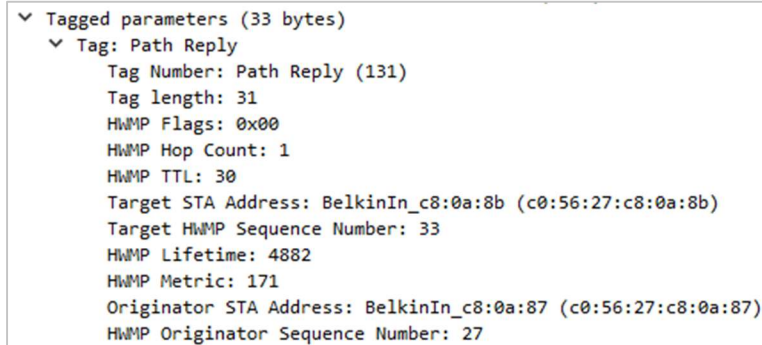 Tagged parameters (33 bytes)
Tag: Path Reply
Tag Number: Path Reply (131)
Tag length: 31
HWMP Flags: 0x00
HWMP Hop Count: 1
HWMP TTL: 30
Target STA Address: BelkinIn_c8:0a:8b (c0:56:27:c8:0a:8b)
Target HWMP Sequence Number: 33
HWMP Lifetime: 4882
HWMP Metric: 171
Originator STA Address: BelkinIn_c8:0a:87 (c0:56:27:c8:0a:87)
HWMP Originator Sequence Number: 27